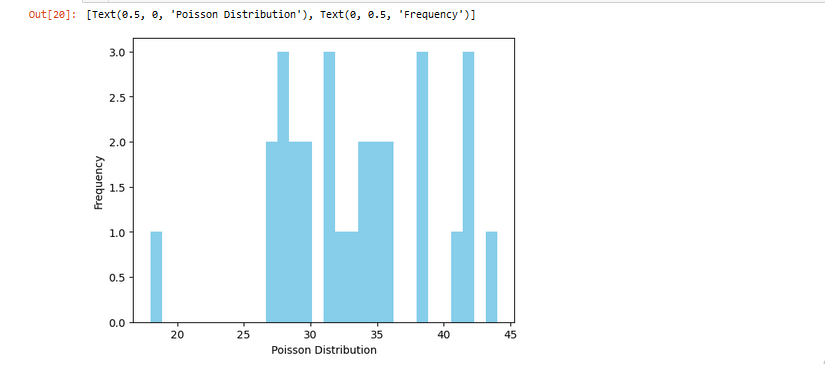 Out[20]: [Text(0.5, 0, 'Poisson Distribution'), Text(0, 0.5, 'Frequency')]
3.0
2.5
2.0
1.5
1.0
0.5
0.0
Frequency
20 25 30 35 40 45
Poisson Distribution